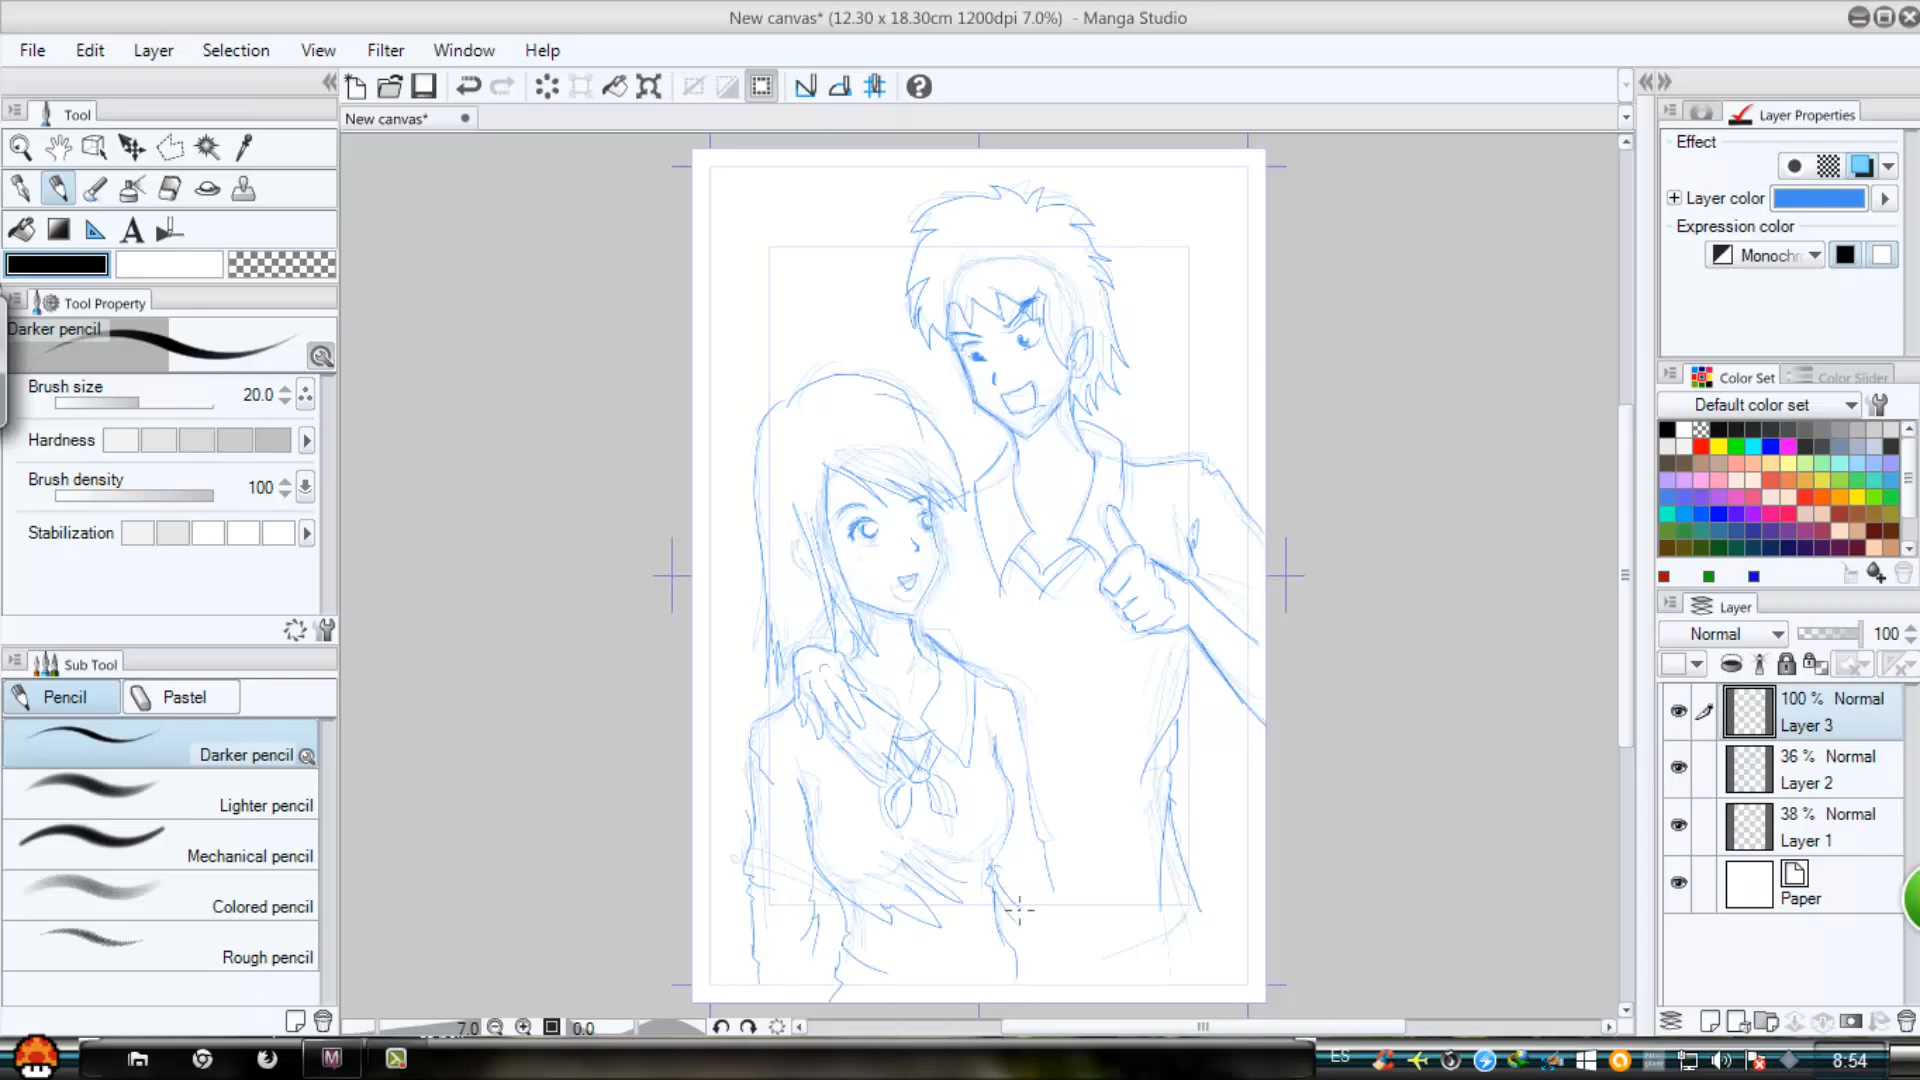 New canvas* (12.30 x 18.30cm 1200dpi 7.0%)  - Manga Studio
File Edit Layer Selection View Filter Window Help
Tool
New canvas*
Layer Properties
Effect
Layer color
Expression color
Monochr
Tool Property
Darker pencil
Brush size 20.0
Hardness
Brush density 100
Stabilization
Color Set Color Slider
Default color set
Layer
Normal 100
Sub Tool
Pencil Pastel
Darker pencil
Lighter pencil
Mechanical pencil
Colored pencil
Rough pencil
100 % Normal
Layer 3
36 % Normal
Layer 2
38 % Normal
Layer 1
Paper
7.0 0.0
ES 8:54